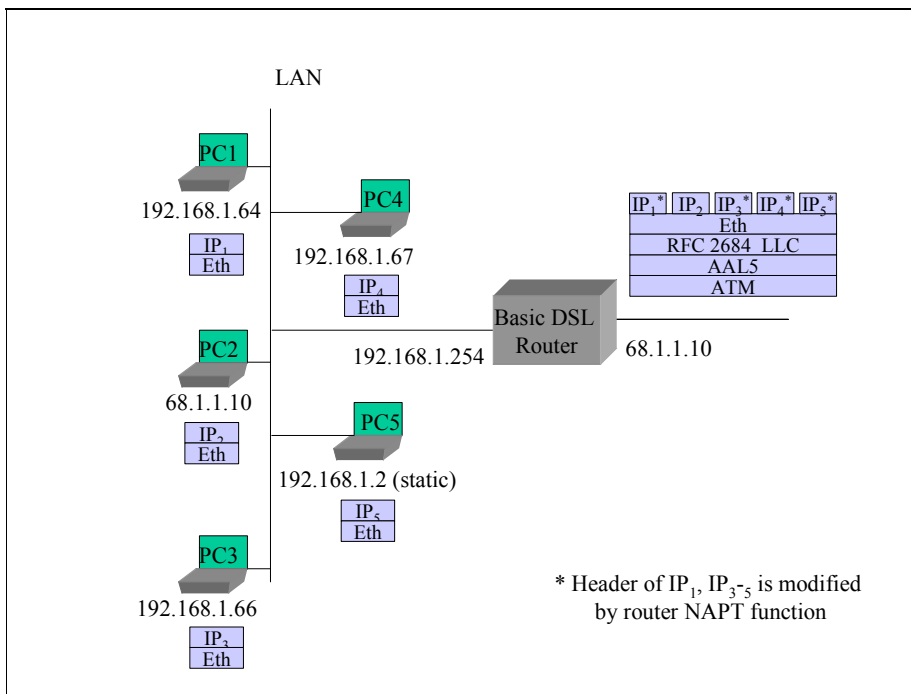 LAN
PC1
192.168.1.64
IP1
Eth
PC4
192.168.1.67
IP4
Eth
IP1* IP2 IP3* IP4* IP5*
Eth
RFC 2684 LLC
AAL5
ATM
Basic DSL
Router
192.168.1.254
68.1.1.10
PC2
68.1.1.10
IP2
Eth
PC5
192.168.1.2 (static)
IP5
Eth
PC3
192.168.1.66
IP3
Eth
* Header of IP1, IP3-5 is modified
by router NAPT function